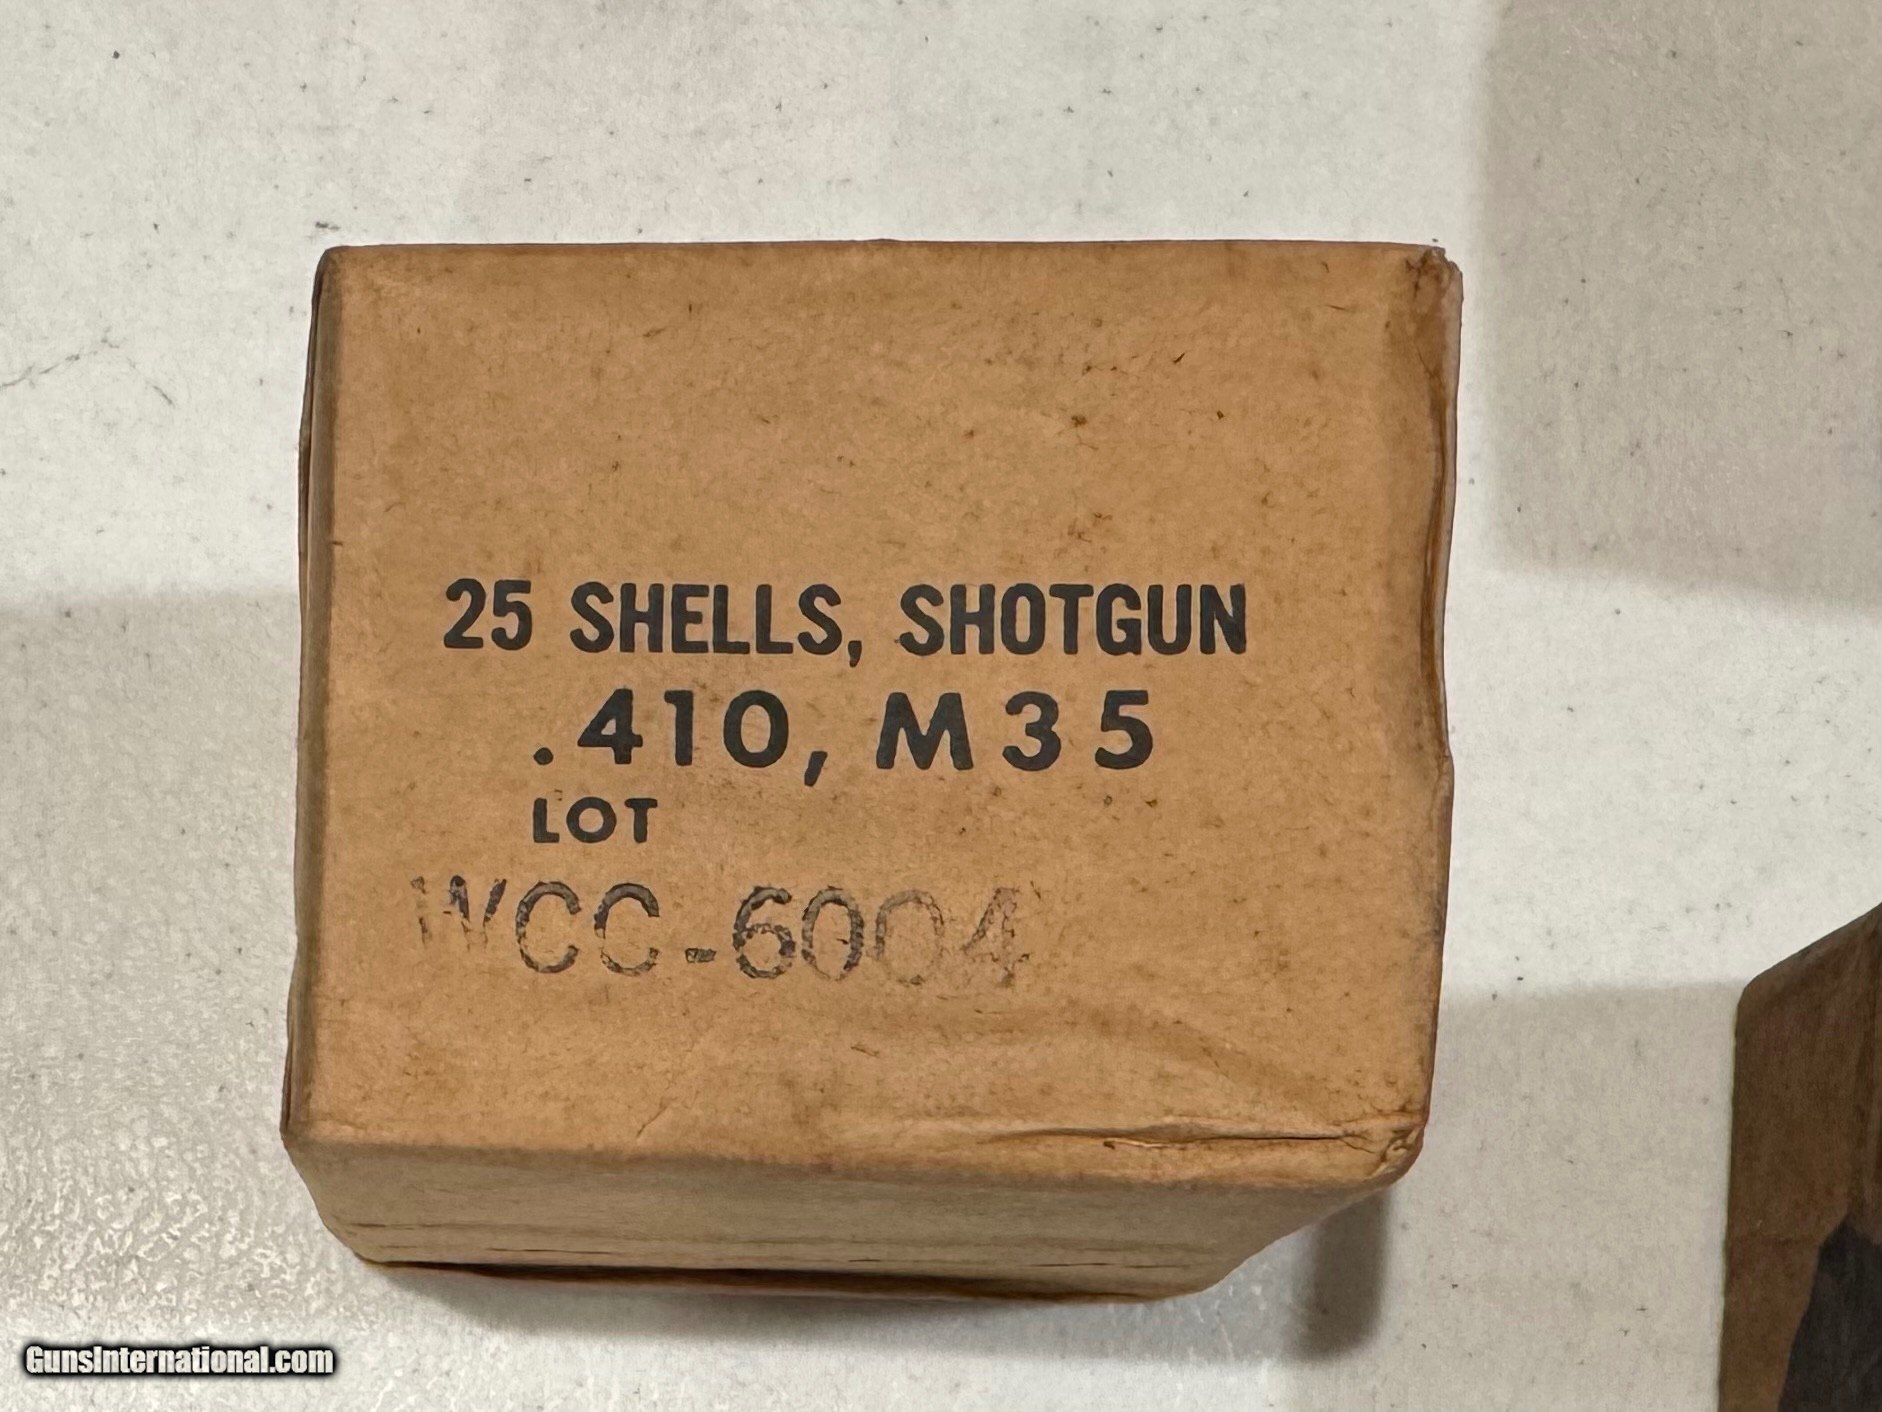 25 SHELLS, SHOTGUN
.410, M35
LOT
WCC-6004
GunsInternational.com